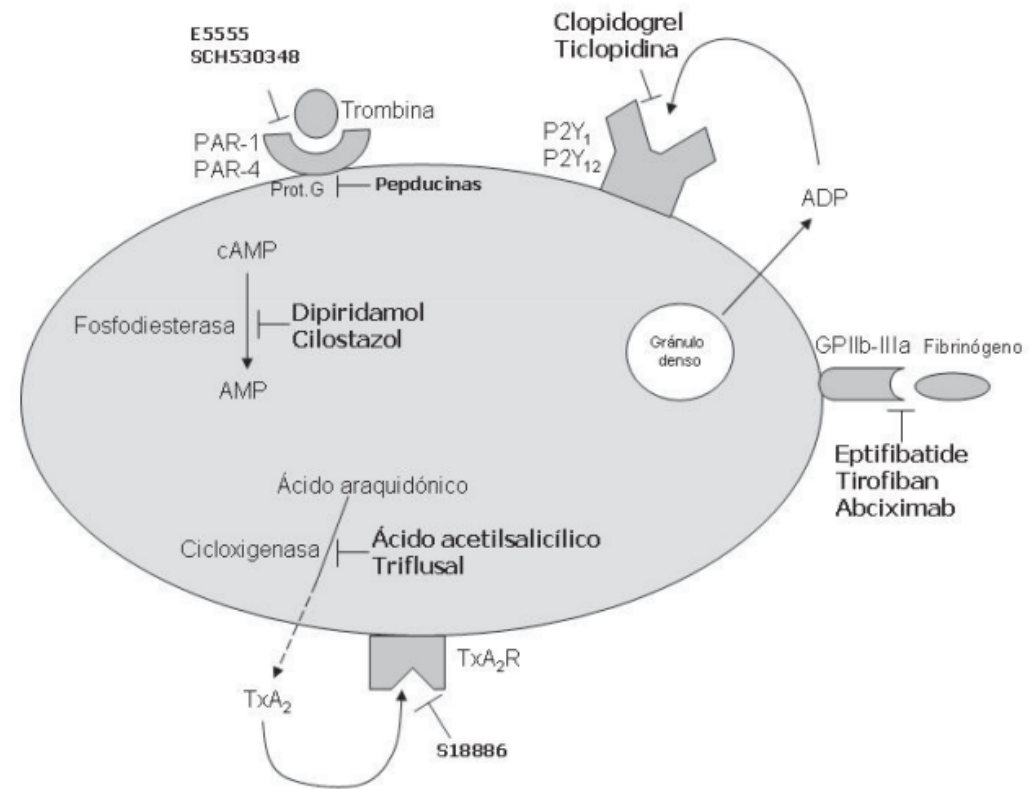 E5555
SCH530348
Trombina
PAR-1
PAR-4
Prot.G
Pepducinas
Clopidogrel
Ticlopidina
P2Y₁
P2Y₁₂
ADP
cAMP
Fosfodiesterasa
Dipiridamol
Cilostazol
AMP
Gránulo
denso
GPIIb-IIIa
Fibrinógeno
Eptifibatide
Tirofiban
Abciximab
Ácido araquidónico
Cicloxigenasa
Ácido acetilsalicílico
Triflusal
TxA₂
TxA₂R
S18886